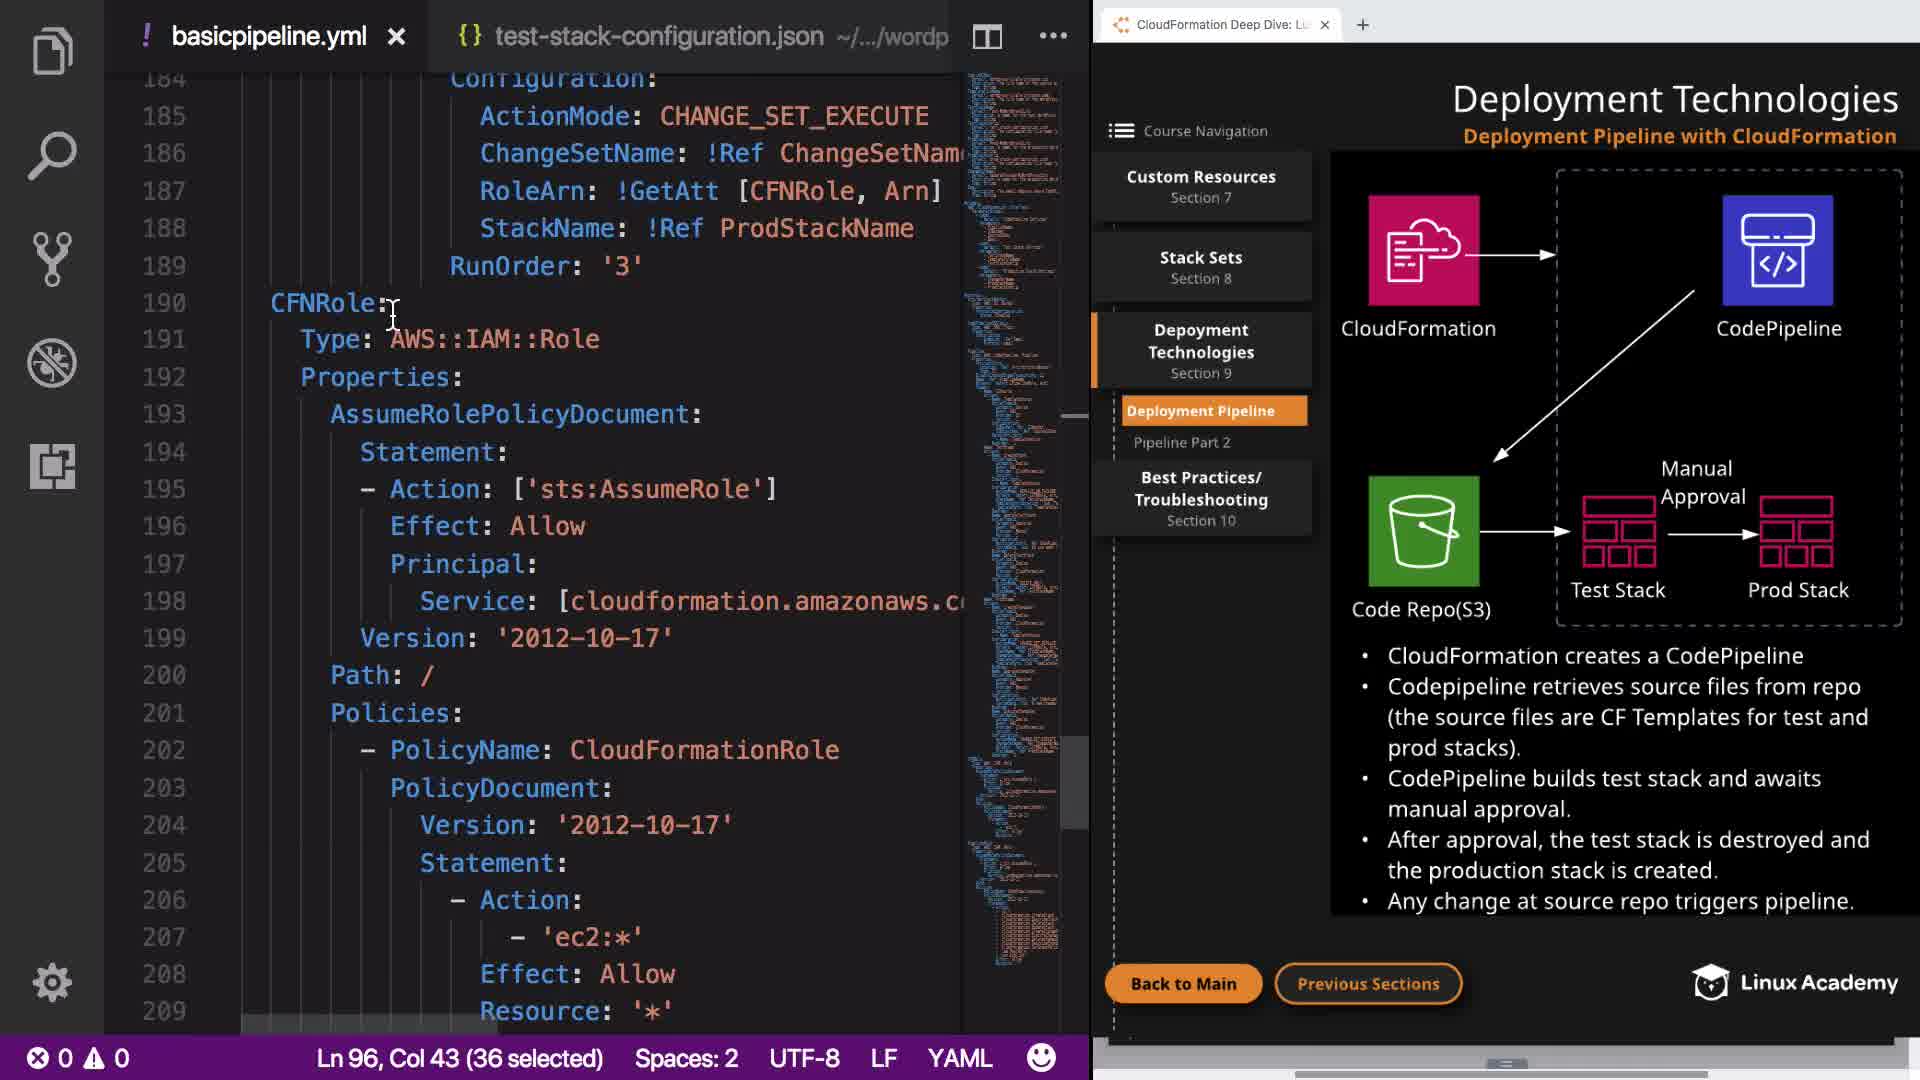 basicpipeline.yml
test-stack-configuration.json ~/.../wordp
184 Configuration:
185 ActionMode: CHANGE_SET_EXECUTE
186 ChangeSetName: !Ref ChangeSetName
187 RoleArn: !GetAtt [CFNRole, Arn]
188 StackName: !Ref ProdStackName
189 RunOrder: '3'
190 CFNRole:
191 Type: AWS::IAM::Role
192 Properties:
193 AssumeRolePolicyDocument:
194 Statement:
195 - Action: ['sts:AssumeRole']
196 Effect: Allow
197 Principal:
198 Service: [cloudformation.amazonaws.c
199 Version: '2012-10-17'
200 Path: /
201 Policies:
202 - PolicyName: CloudFormationRole
203 PolicyDocument:
204 Version: '2012-10-17'
205 Statement:
206 - Action:
207 - 'ec2:*'
208 Effect: Allow
209 Resource: '*'
0 0 Ln 96, Col 43 (36 selected) Spaces: 2 UTF-8 LF YAML
CloudFormation Deep Dive: Lu
Deployment Technologies
Deployment Pipeline with CloudFormation
Course Navigation
Custom Resources
Section 7
Stack Sets
Section 8
Depoyment
Technologies
Section 9
Deployment Pipeline
Pipeline Part 2
Best Practices/
Troubleshooting
Section 10
CloudFormation
CodePipeline
Manual
Approval
Code Repo(S3)
Test Stack
Prod Stack
• CloudFormation creates a CodePipeline
• Codepipeline retrieves source files from repo
(the source files are CF Templates for test and
prod stacks).
• CodePipeline builds test stack and awaits
manual approval.
• After approval, the test stack is destroyed and
the production stack is created.
• Any change at source repo triggers pipeline.
Back to Main
Previous Sections
Linux Academy